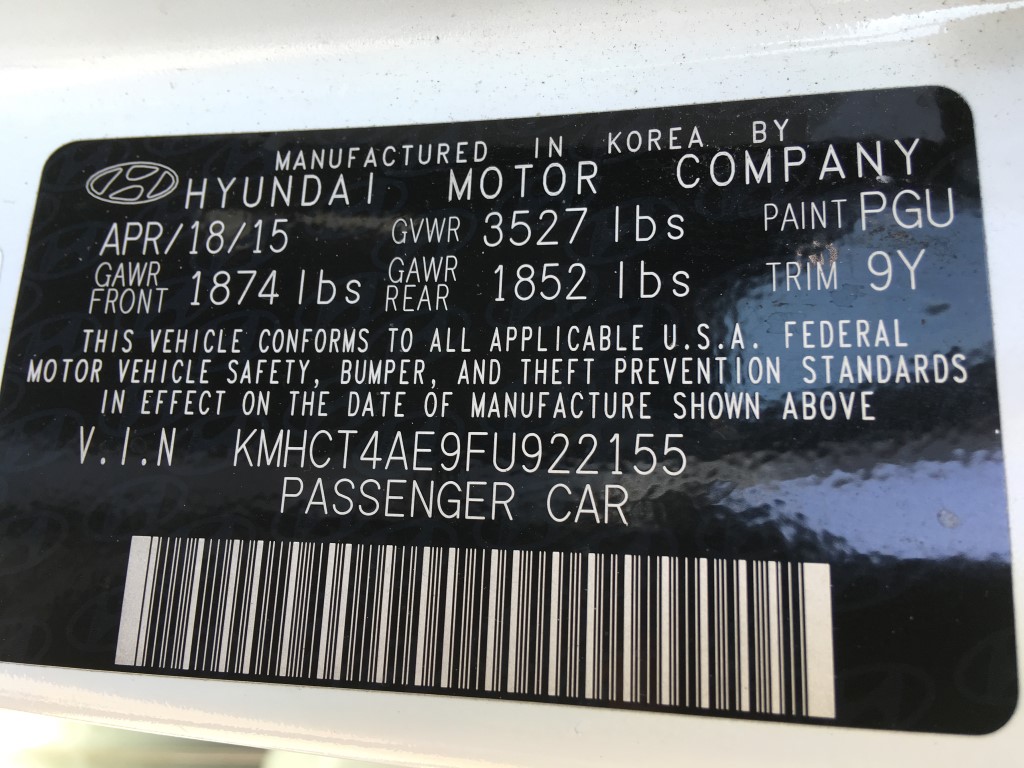 MANUFACTURED IN KOREA BY
HYUNDAI MOTOR COMPANY
APR/18/15 GVWR 3527 lbs PAINT PGU
GAWR FRONT 1874 lbs GAWR REAR 1852 lbs TRIM 9Y
THIS VEHICLE CONFORMS TO ALL APPLICABLE U.S.A. FEDERAL
MOTOR VEHICLE SAFETY, BUMPER, AND THEFT PREVENTION STANDARDS
IN EFFECT ON THE DATE OF MANUFACTURE SHOWN ABOVE
V.I.N KMHCT4AE9FU922155
PASSENGER CAR